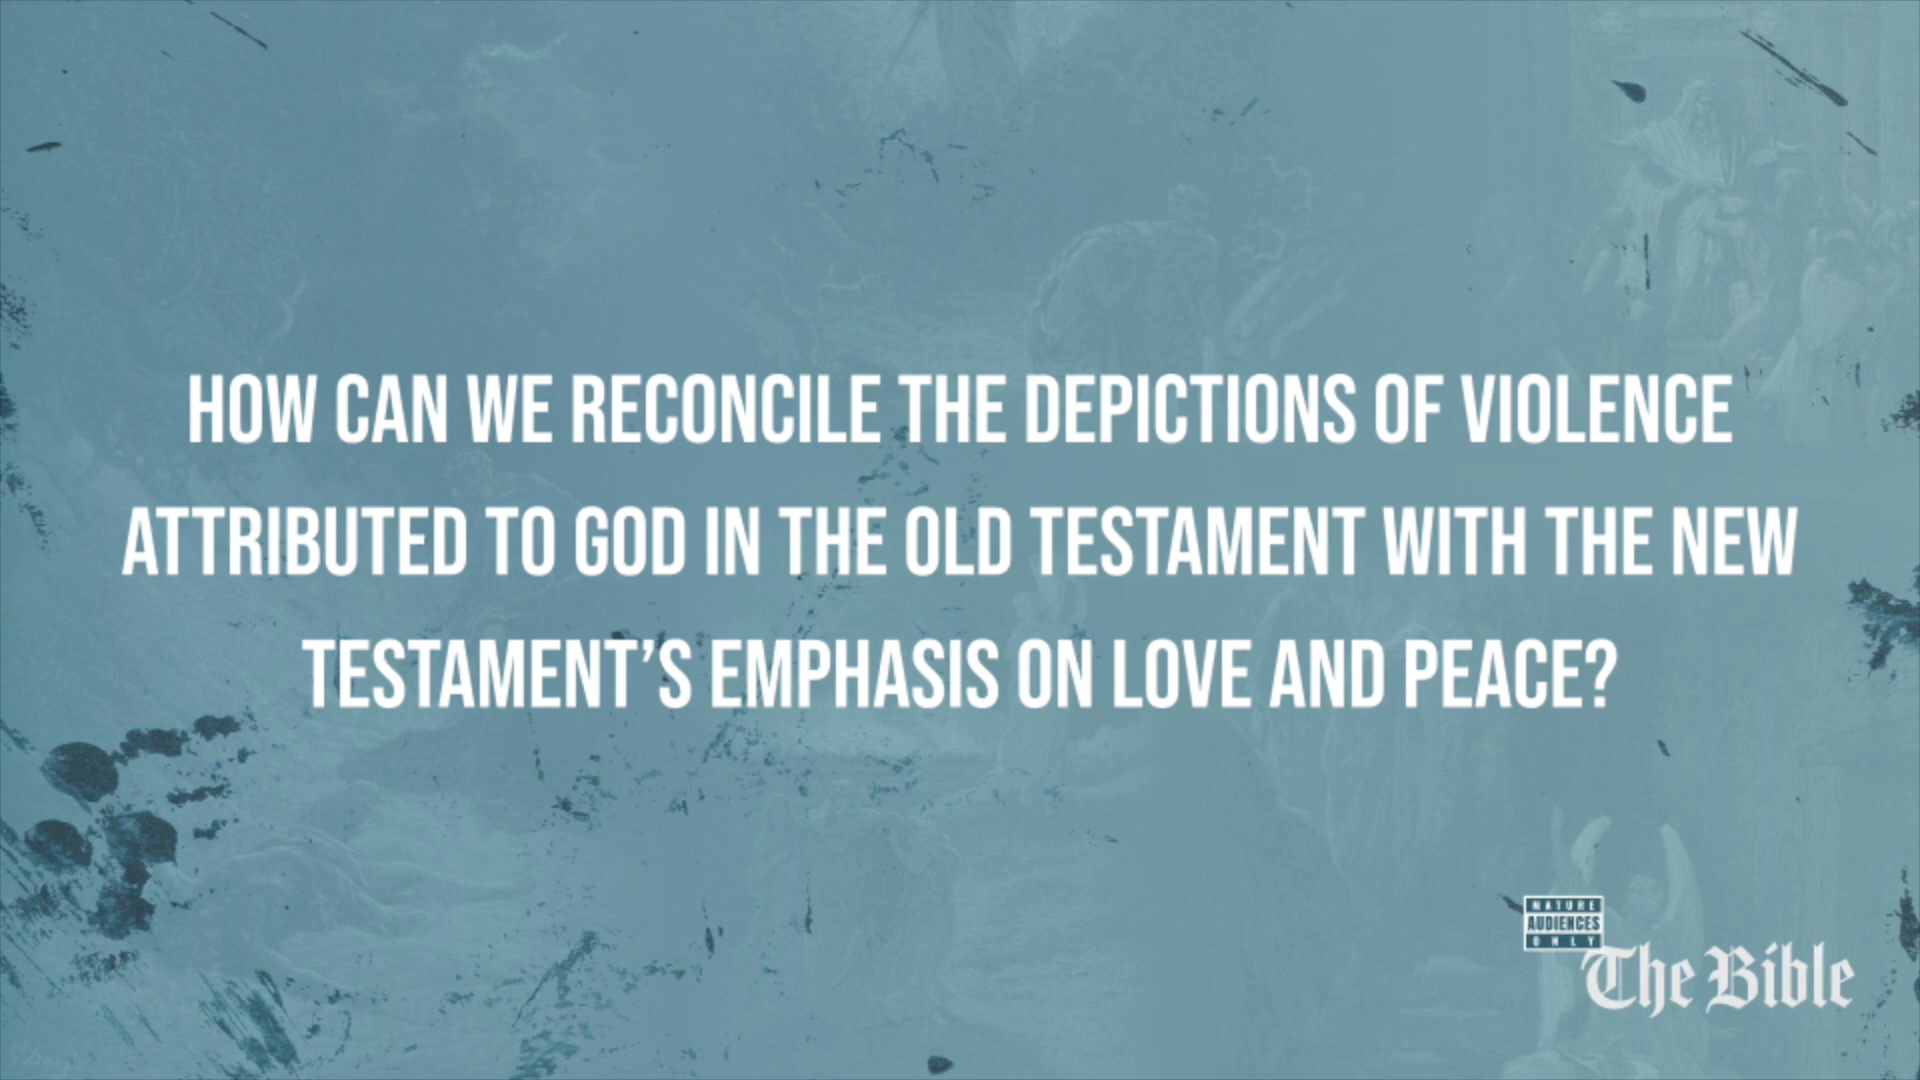 HOW CAN WE RECONCILE THE DEPICTIONS OF VIOLENCE
ATTRIBUTED TO GOD IN THE OLD TESTAMENT WITH THE NEW
TESTAMENT’S EMPHASIS ON LOVE AND PEACE?
MATURE
AUDIENCES
ONLY
The Bible